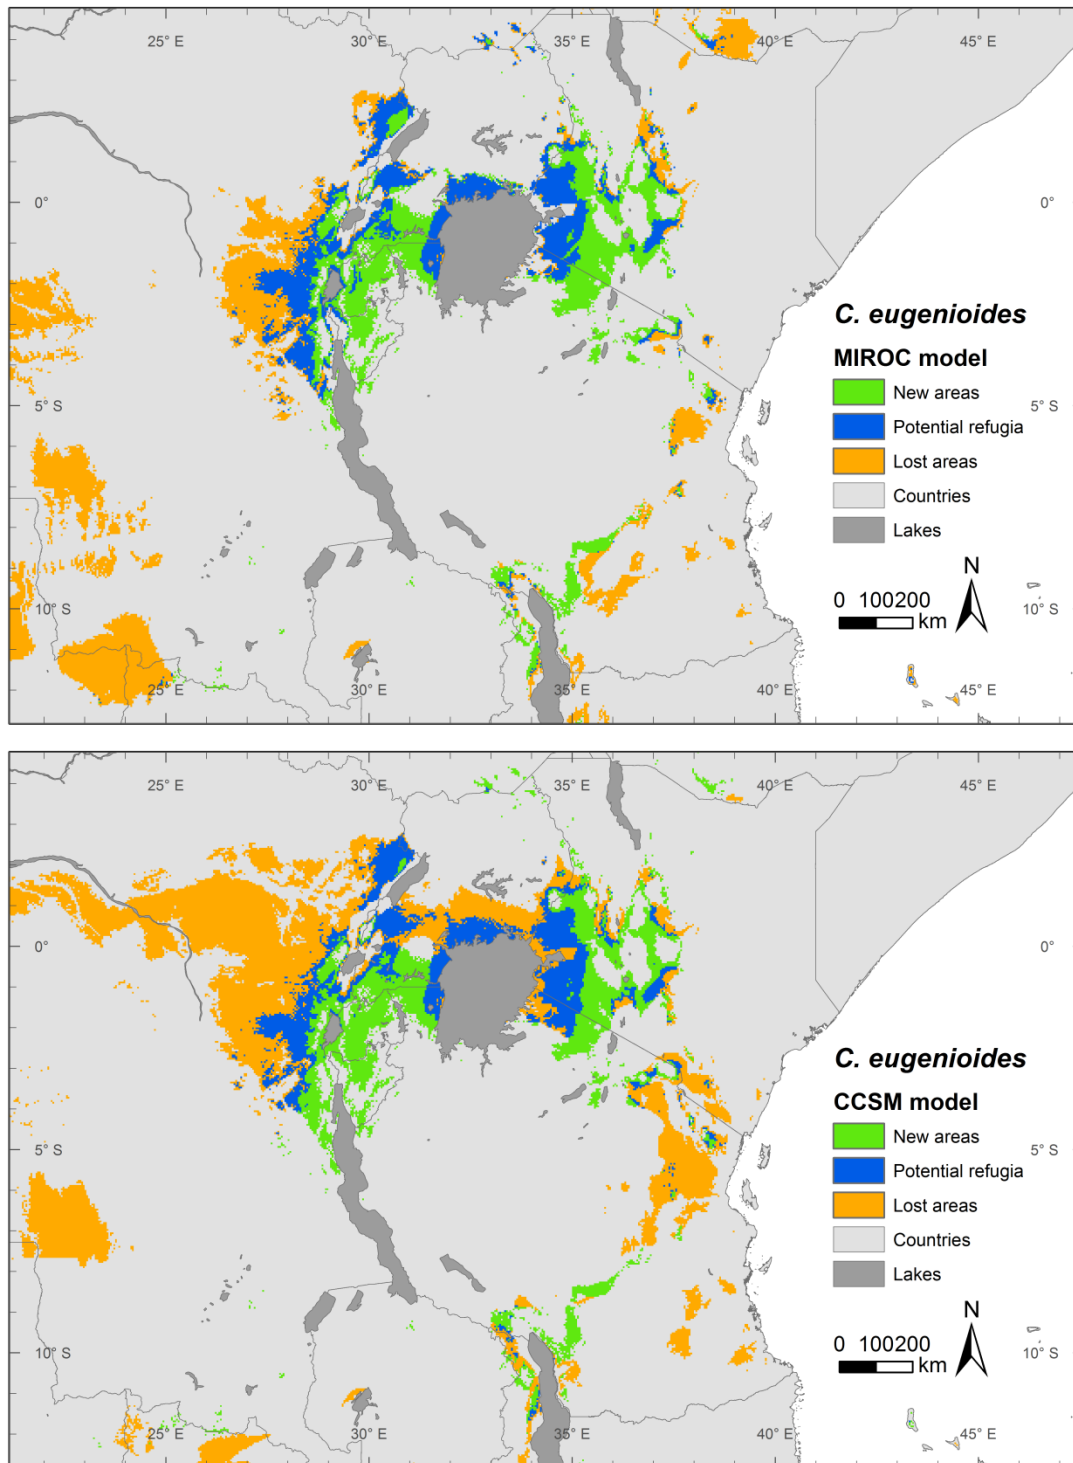 25° E 30° E 35° E 40° E 45° E
0° 0°
C. eugenioides
MIROC model
New areas
5° S Potential refugia 5° S
Lost areas
Countries
Lakes
N
0 100200
km
10° S 10° S
25° E 30° E 35° E 40° E 45° E
25° E 30° E 35° E 40° E 45° E
0° 0°
C. eugenioides
CCSM model
New areas
5° S Potential refugia 5° S
Lost areas
Countries
Lakes
N
0 100200
km
10° S 10° S
25° E 30° E 35° E 40° E 45° E